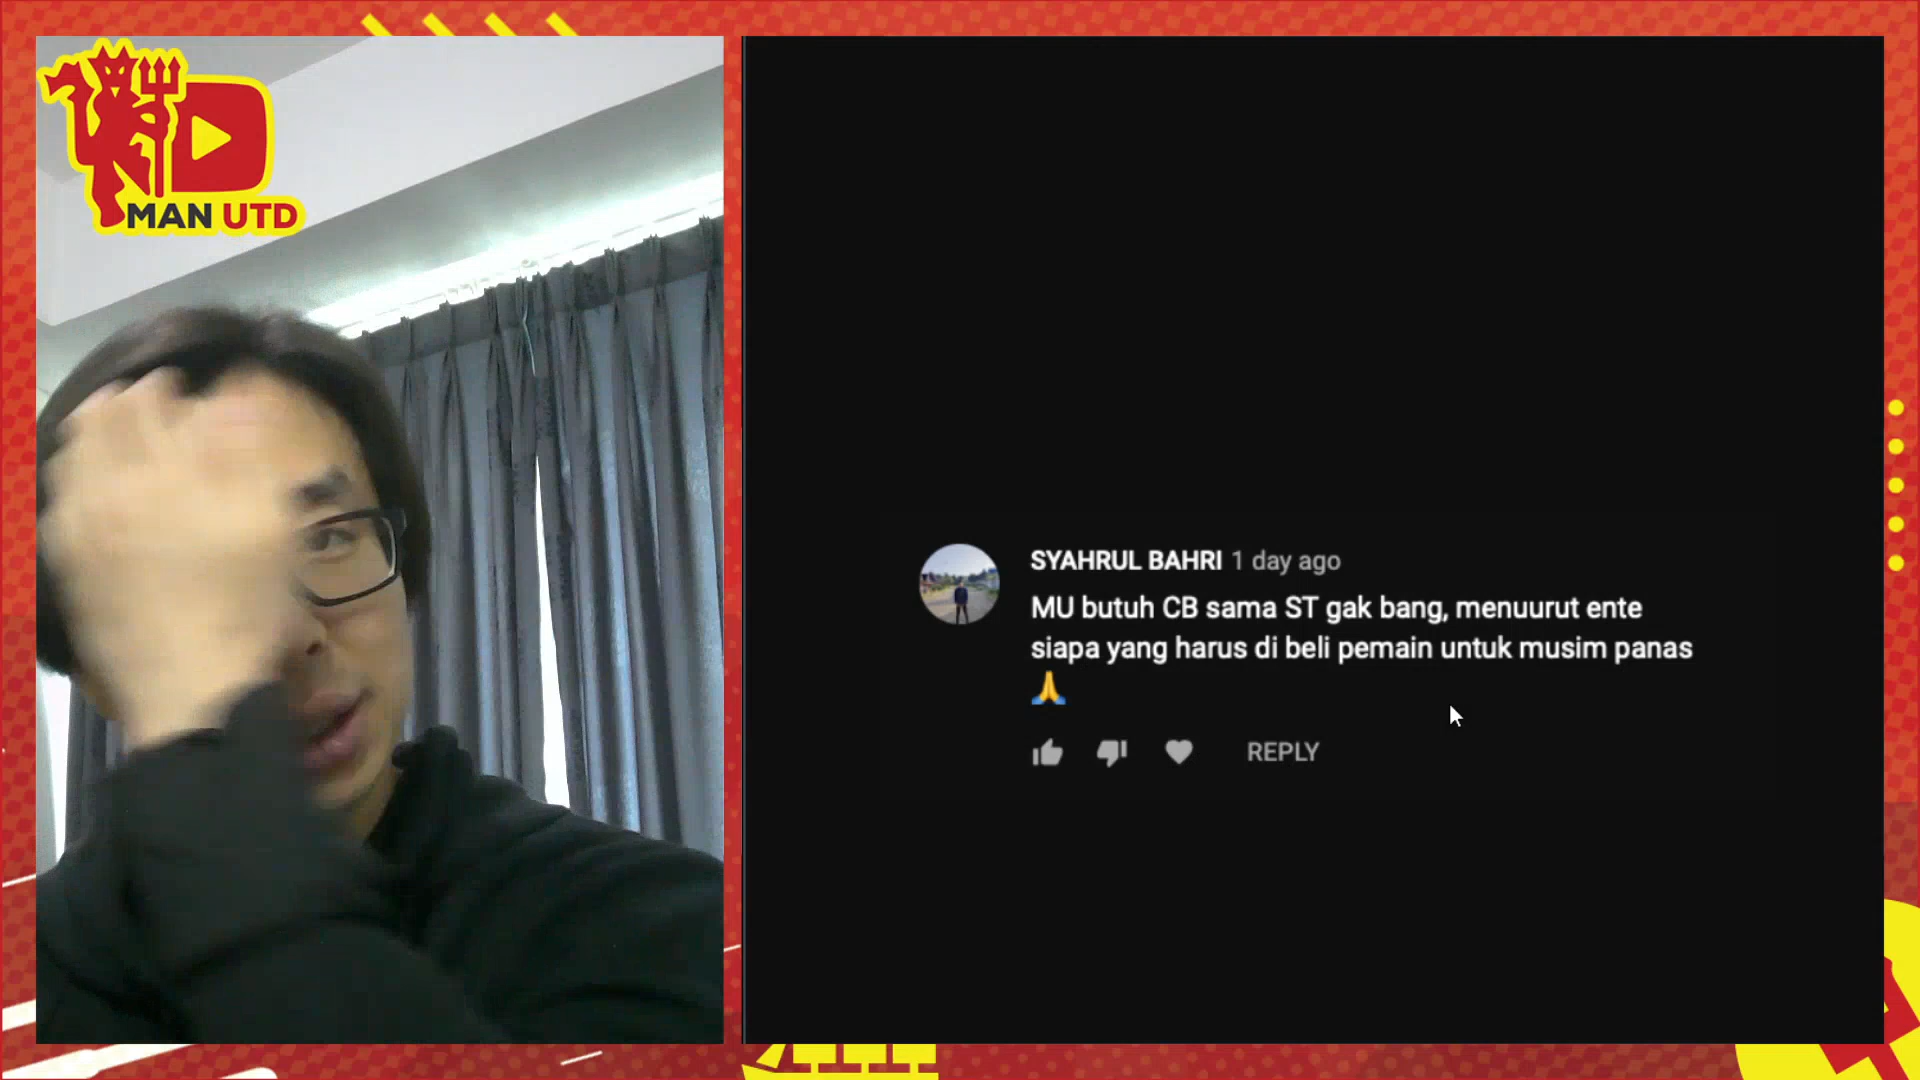 MAN UTD
SYAHRUL BAHRI 1 day ago
MU butuh CB sama ST gak bang, menuurut ente
siapa yang harus di beli pemain untuk musim panas
🙏
REPLY